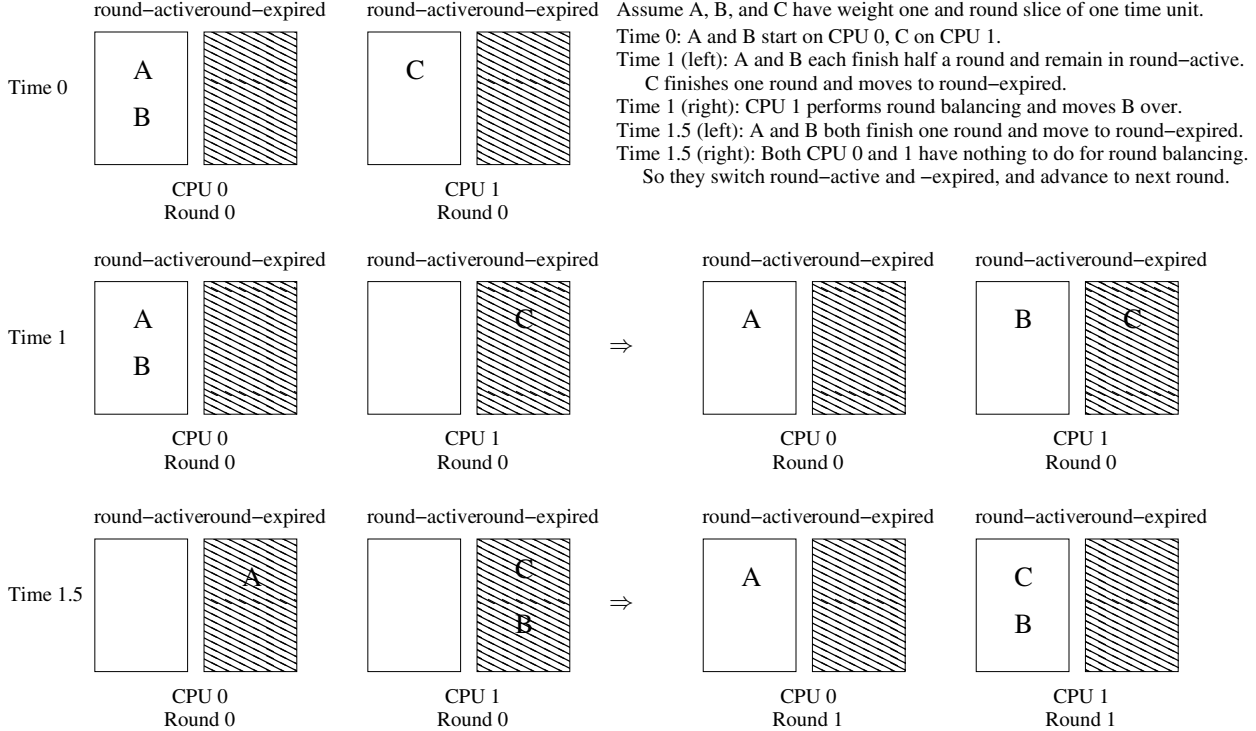 round−activeround−expired round−activeround−expired
Assume A, B, and C have weight one and round slice of one time unit.
Time 0: A and B start on CPU 0, C on CPU 1.
Time 1 (left): A and B each finish half a round and remain in round−active.
C finishes one round and moves to round−expired.
Time 1 (right): CPU 1 performs round balancing and moves B over.
Time 1.5 (left): A and B both finish one round and move to round−expired.
Time 1.5 (right): Both CPU 0 and 1 have nothing to do for round balancing.
So they switch round−active and −expired, and advance to next round.
A C
Time 0
B
CPU 0 CPU 1
Round 0 Round 0
round−activeround−expired round−activeround−expired round−activeround−expired round−activeround−expired
A C A B C
Time 1 ⇒
B
CPU 0 CPU 1 CPU 0 CPU 1
Round 0 Round 0 Round 0 Round 0
round−activeround−expired round−activeround−expired round−activeround−expired round−activeround−expired
A C A C
Time 1.5 ⇒
B B
CPU 0 CPU 1 CPU 0 CPU 1
Round 0 Round 0 Round 1 Round 1